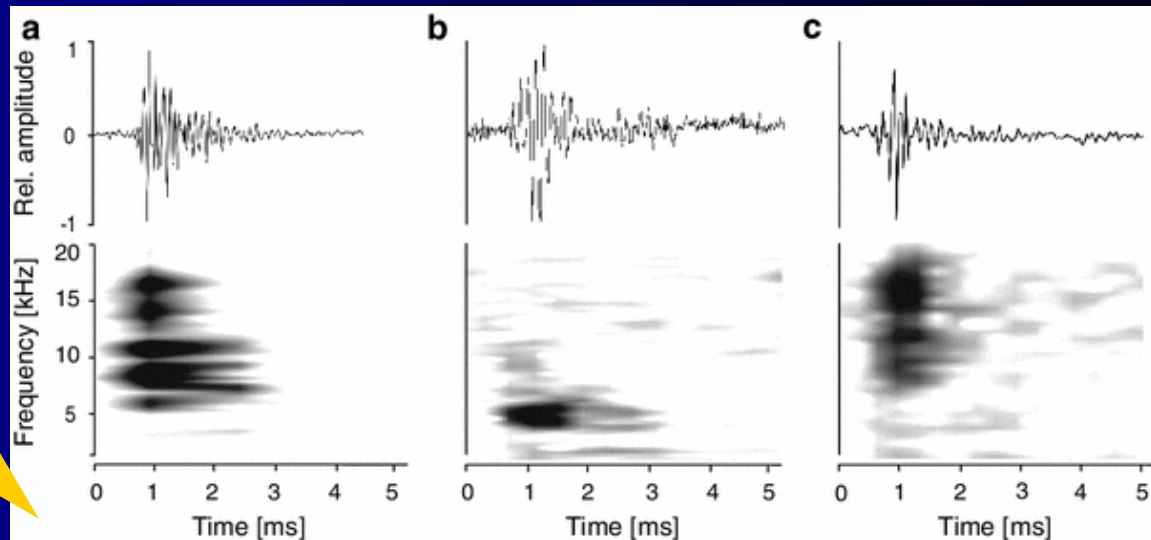 a
b
c
Rel. amplitude
1
0
-1
Frequency [kHz]
20
15
10
5
0 1 2 3 4 5
0 1 2 3 4 5
0 1 2 3 4 5
Time [ms]
Time [ms]
Time [ms]